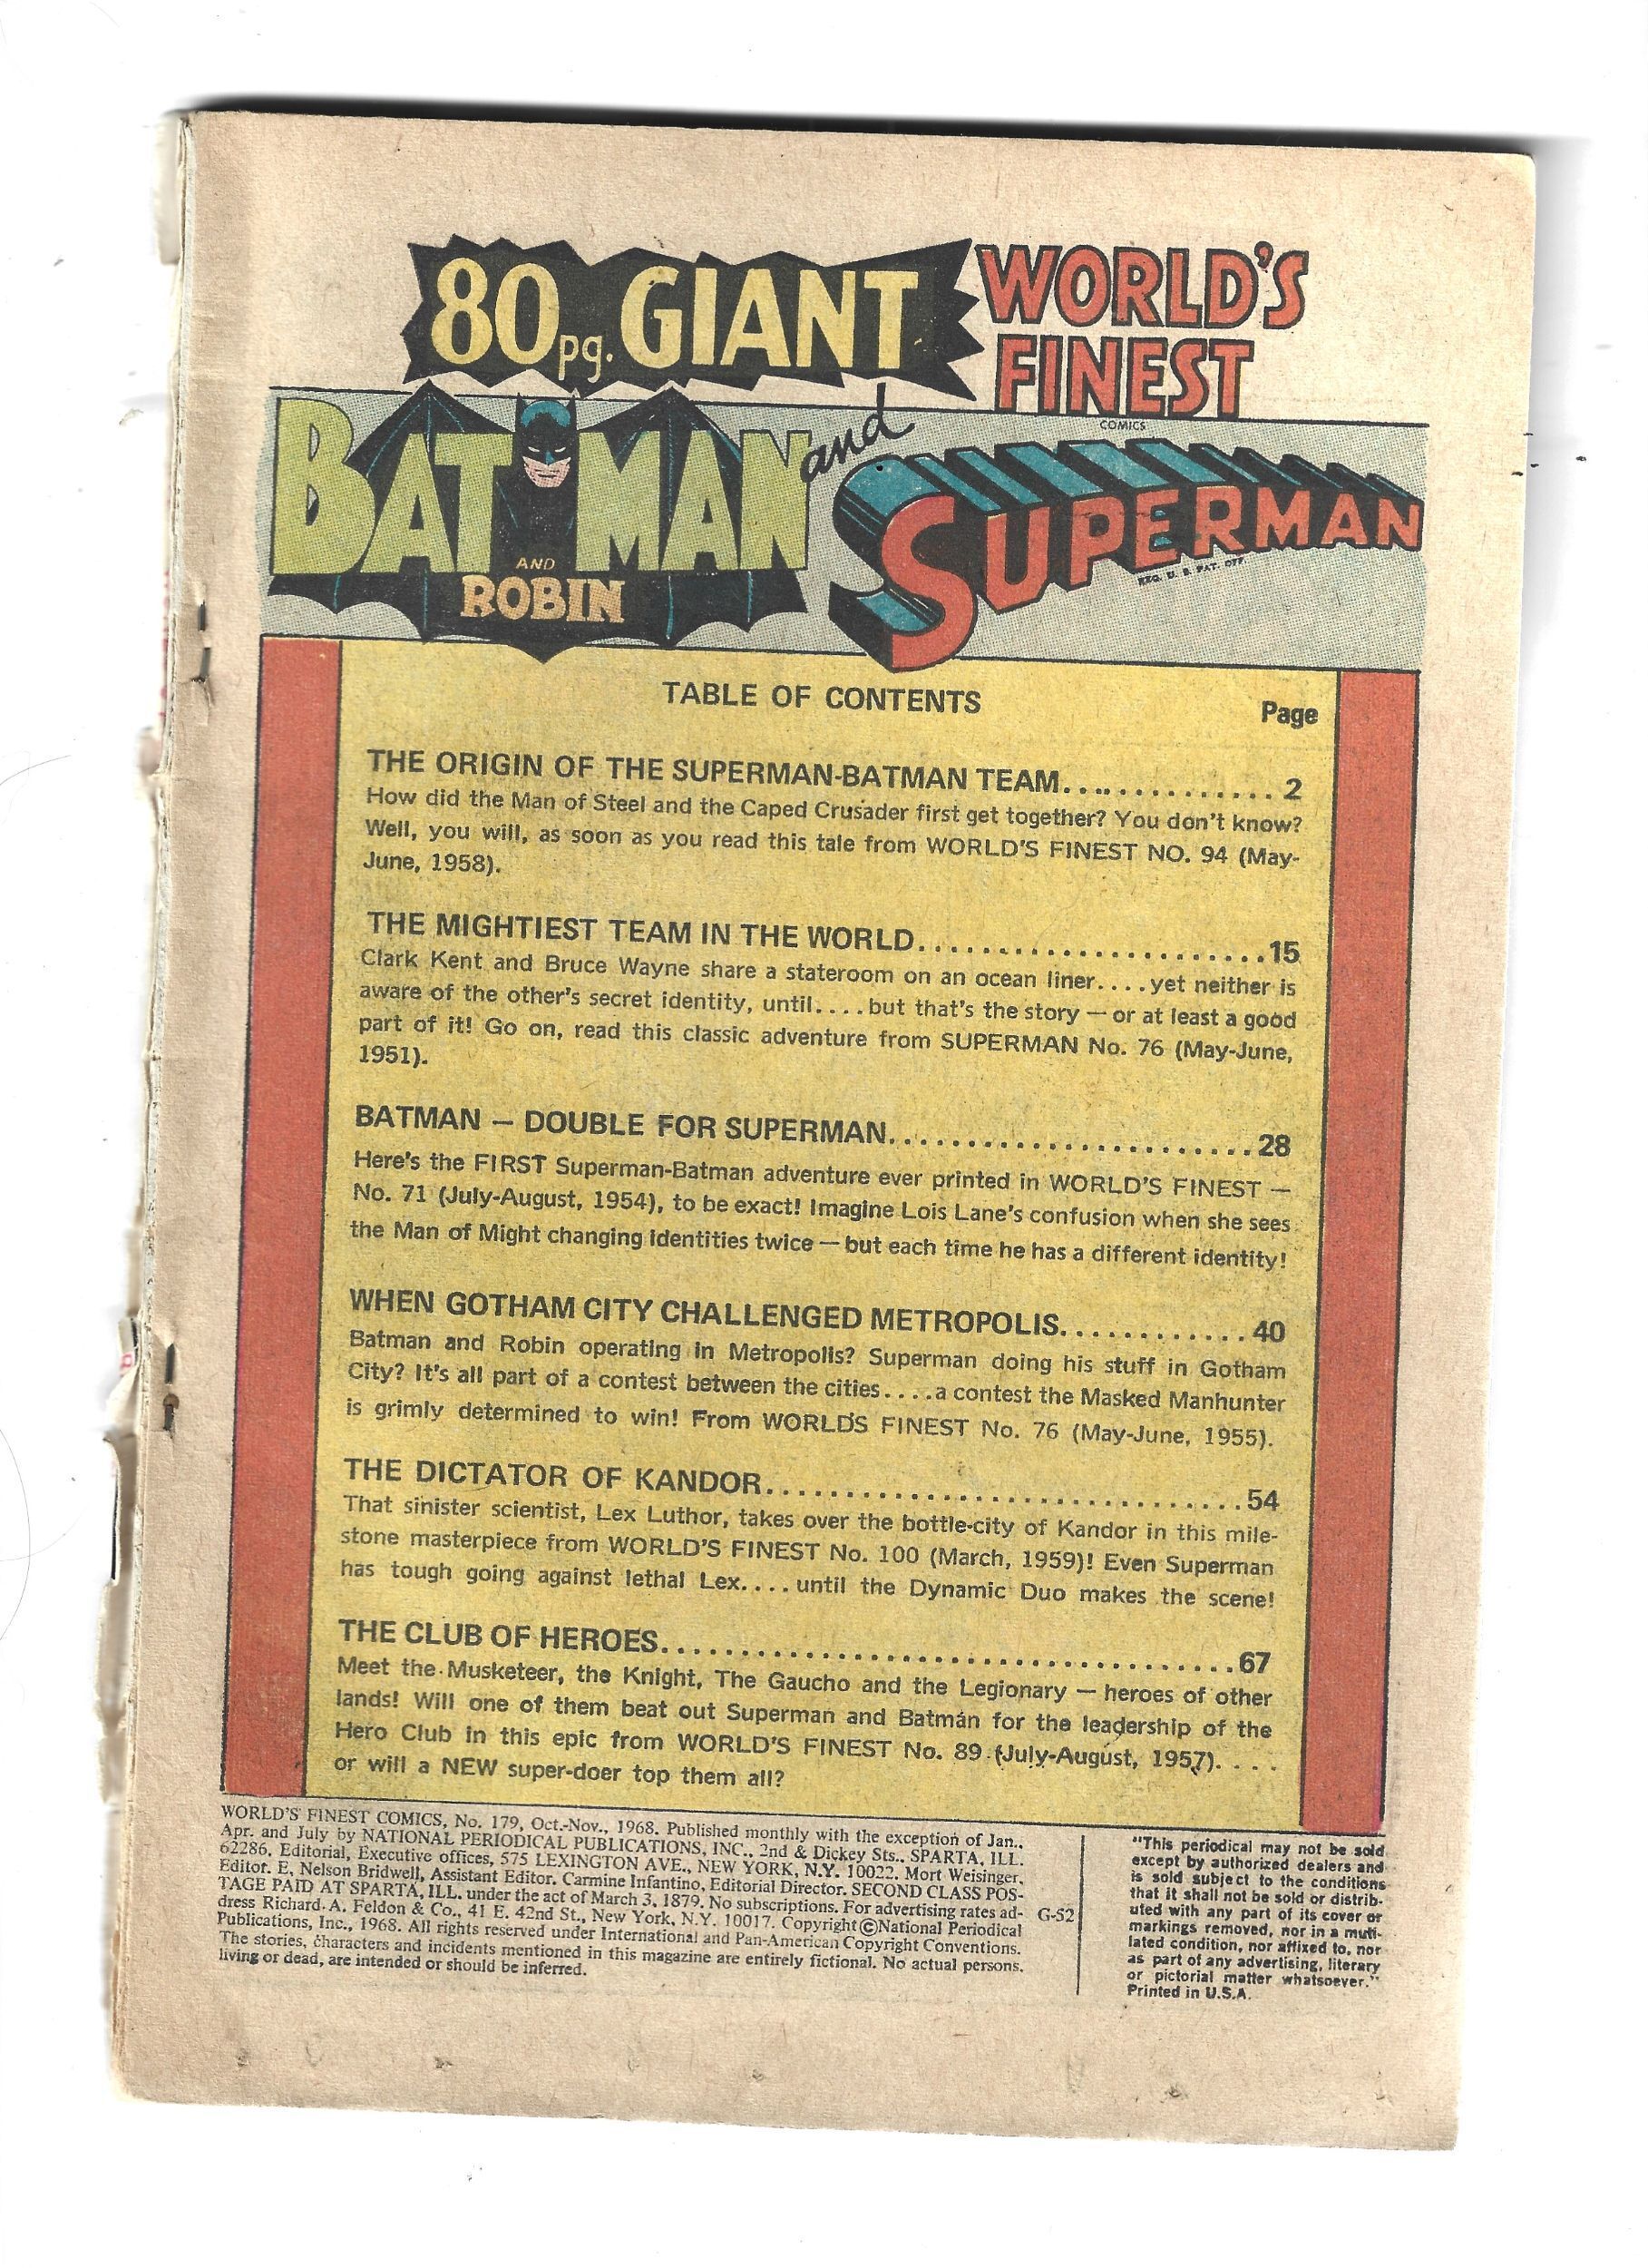 80 pg. GIANT
WORLD'S
FINEST
COMICS
BATMAN
and
AND
ROBIN
SUPERMAN
REG. U. S. PAT. OFF.
TABLE OF CONTENTS
Page
THE ORIGIN OF THE SUPERMAN-BATMAN TEAM.............. 2
How did the Man of Steel and the Caped Crusader first get together? You don't know?
Well, you will, as soon as you read this tale from WORLD'S FINEST NO. 94 (May-
June, 1958).
THE MIGHTIEST TEAM IN THE WORLD......................15
Clark Kent and Bruce Wayne share a stateroom on an ocean liner....yet neither is
aware of the other's secret identity, until....but that's the story — or at least a good
part of it! Go on, read this classic adventure from SUPERMAN No. 76 (May-June,
1951).
BATMAN — DOUBLE FOR SUPERMAN.......................28
Here's the FIRST Superman-Batman adventure ever printed in WORLD'S FINEST —
No. 71 (July-August, 1954), to be exact! Imagine Lois Lane's confusion when she sees
the Man of Might changing identities twice — but each time he has a different identity!
WHEN GOTHAM CITY CHALLENGED METROPOLIS............40
Batman and Robin operating in Metropolis? Superman doing his stuff in Gotham
City? It's all part of a contest between the cities....a contest the Masked Manhunter
is grimly determined to win! From WORLD'S FINEST No. 76 (May-June, 1955).
THE DICTATOR OF KANDOR..............................54
That sinister scientist, Lex Luthor, takes over the bottle-city of Kandor in this mile-
stone masterpiece from WORLD'S FINEST No. 100 (March, 1959)! Even Superman
has tough going against lethal Lex....until the Dynamic Duo makes the scene!
THE CLUB OF HEROES....................................67
Meet the Musketeer, the Knight, The Gaucho and the Legionary — heroes of other
lands! Will one of them beat out Superman and Batman for the leadership of the
Hero Club in this epic from WORLD'S FINEST No. 89 (July-August, 1957)....
or will a NEW super-doer top them all?
WORLD'S FINEST COMICS, No. 179, Oct.-Nov., 1968. Published monthly with the exception of Jan.,
Apr. and July by NATIONAL PERIODICAL PUBLICATIONS, INC., 2nd & Dickey Sts., SPARTA, ILL.
62286. Editorial, Executive offices, 575 LEXINGTON AVE., NEW YORK, N.Y. 10022. Mort Weisinger,
Editor. E. Nelson Bridwell, Assistant Editor. Carmine Infantino, Editorial Director. SECOND CLASS POS-
TAGE PAID AT SPARTA, ILL. under the act of March 3, 1879. No subscriptions. For advertising rates ad-
dress Richard A. Feldon & Co., 41 E. 42nd St., New York, N.Y. 10017. Copyright © National Periodical
Publications, Inc., 1968. All rights reserved under International and Pan-American Copyright Conventions.
The stories, characters and incidents mentioned in this magazine are entirely fictional. No actual persons,
living or dead, are intended or should be inferred.
G-52
"This periodical may not be sold
except by authorized dealers and
is sold subject to the conditions
that it shall not be sold or distrib-
uted with any part of its cover or
markings removed, nor in a muti-
lated condition, nor affixed to, nor
as part of any advertising, literary
or pictorial matter whatsoever."
Printed in U.S.A.